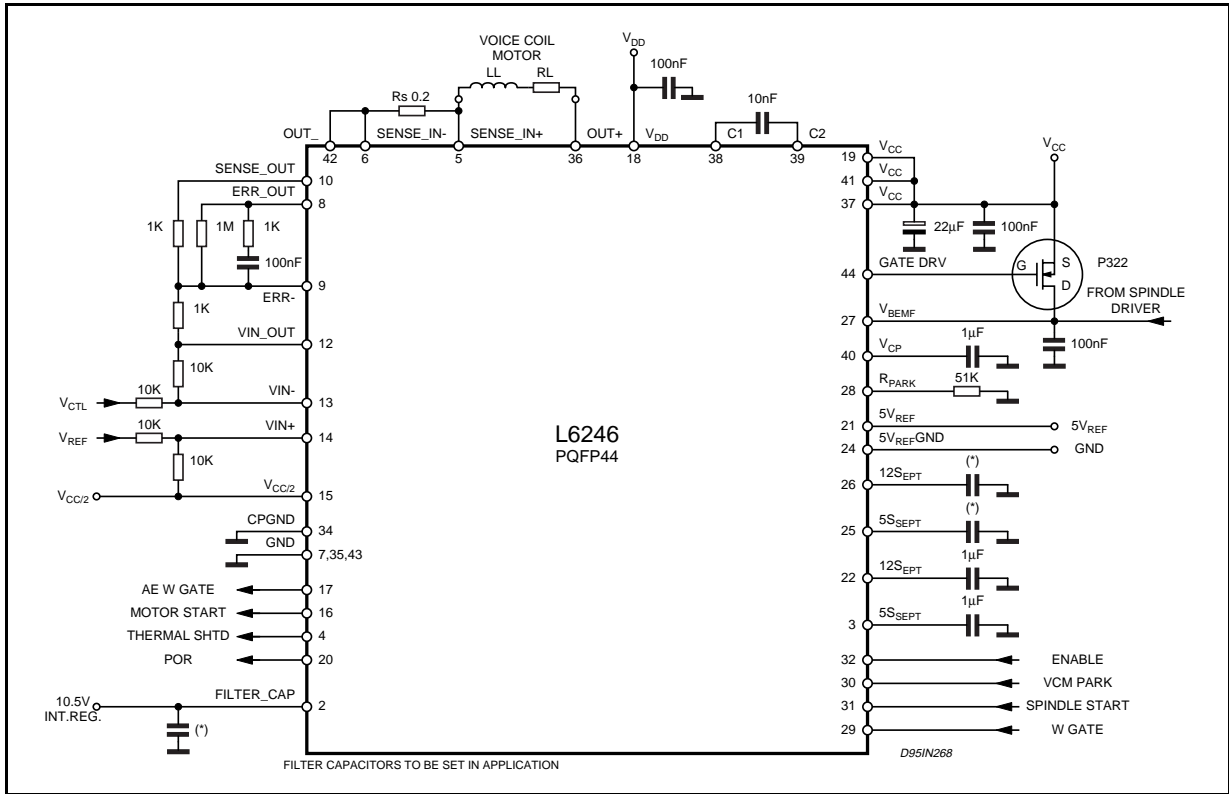 VOICE COIL
MOTOR
LL
RL
V_DD
100nF
Rs 0.2
10nF
OUT_
SENSE_IN-
SENSE_IN+
OUT+
V_DD
C1
C2
42
6
5
36
18
38
39
SENSE_OUT
10
ERR_OUT
8
1K
1M
1K
100nF
9
ERR-
1K
VIN_OUT
12
10K
10K
VIN-
V_CTL
13
10K
VIN+
V_REF
14
10K
V_CC/2
V_CC/2
15
CPGND
34
GND
7,35,43
AE W GATE
17
MOTOR START
16
THERMAL SHTD
4
POR
20
FILTER_CAP
10.5V
INT.REG.
2
(*)
L6246
PQFP44
19
V_CC
41
V_CC
37
V_CC
V_CC
22µF
100nF
44
GATE DRV
G
S
D
P322
FROM SPINDLE
DRIVER
27
V_BEMF
100nF
40
V_CP
1µF
28
R_PARK
51K
21
5V_REF
5V_REF
24
5V_REFGND
GND
26
12S_EPT
(*)
25
5S_SEPT
(*)
22
12S_EPT
1µF
3
5S_SEPT
1µF
32
ENABLE
30
VCM PARK
31
SPINDLE START
29
W GATE
D95IN268
FILTER CAPACITORS TO BE SET IN APPLICATION